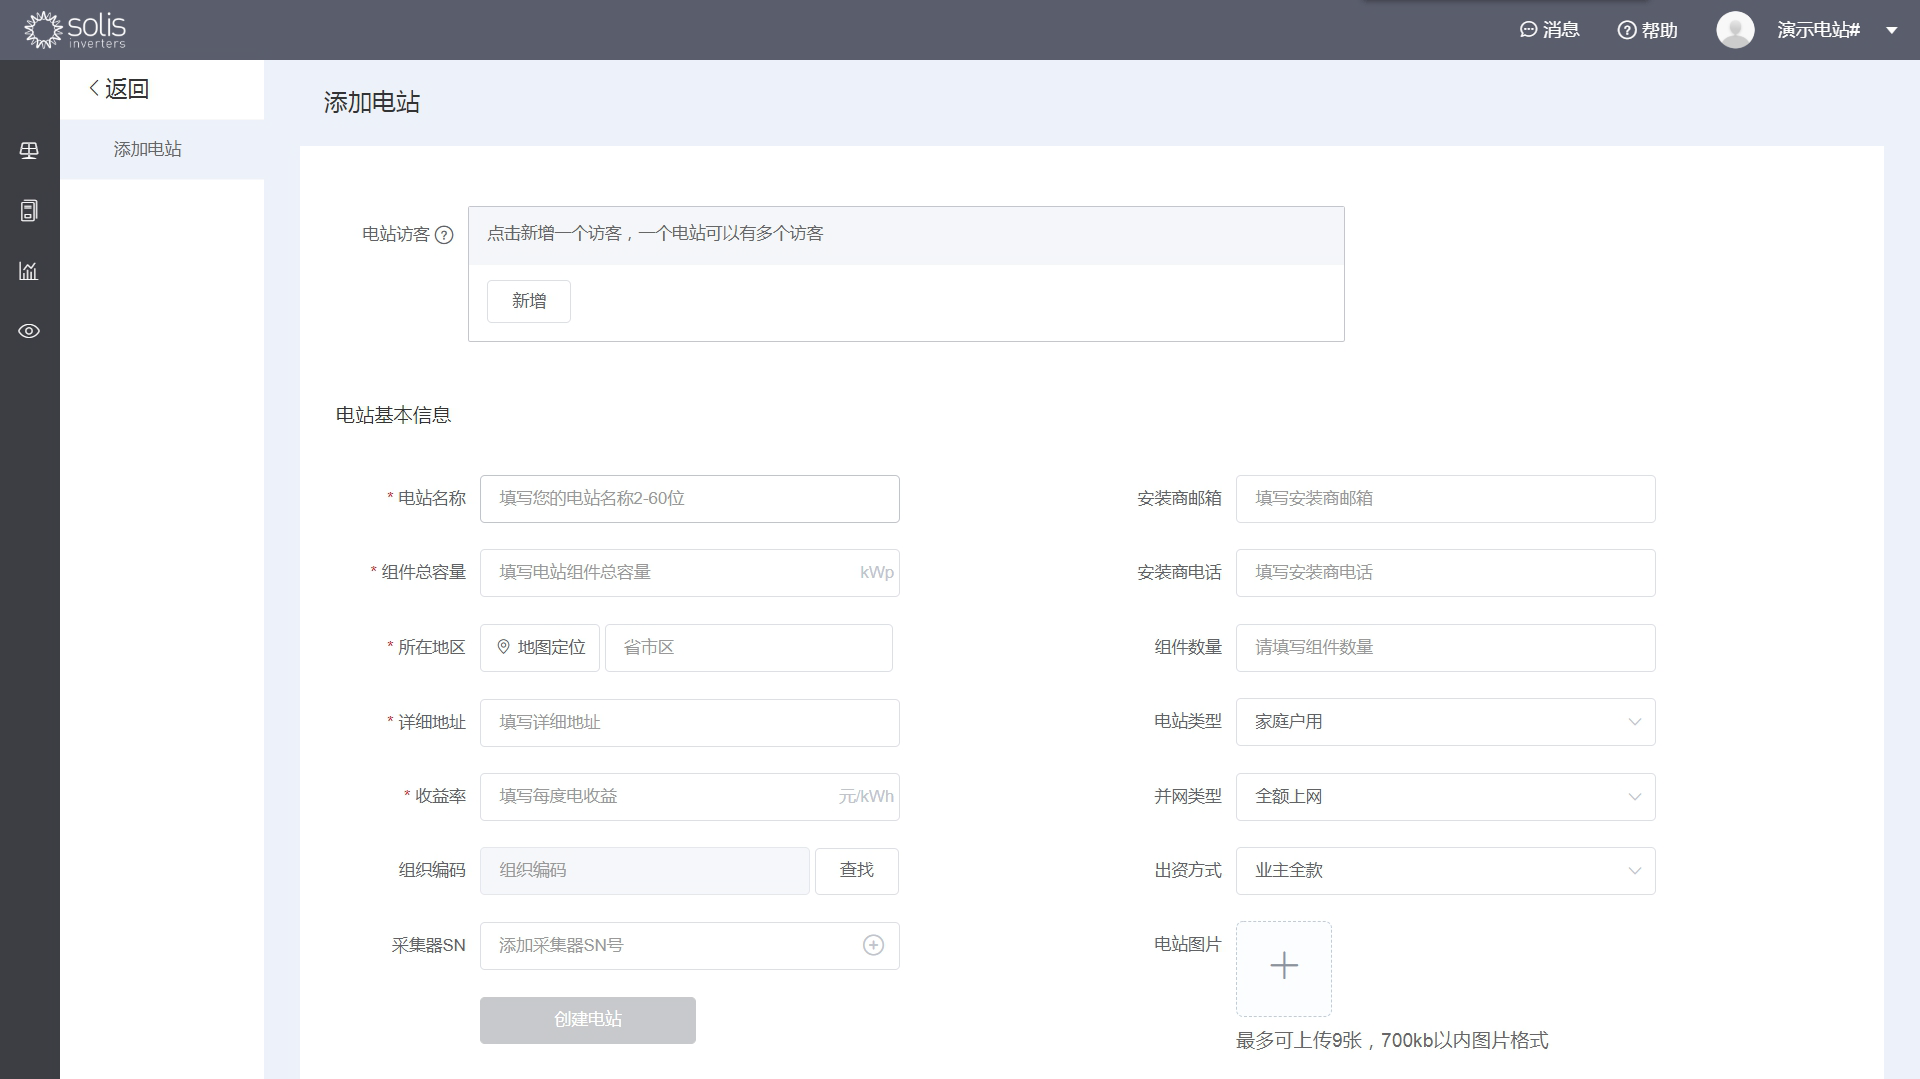 solis
inverters
消息
帮助
演示电站#
返回
添加电站
添加电站
电站访客
点击新增一个访客，一个电站可以有多个访客
新增
电站基本信息
* 电站名称
填写您的电站名称2-60位
安装商邮箱
填写安装商邮箱
* 组件总容量
填写电站组件总容量
kWp
安装商电话
填写安装商电话
* 所在地区
地图定位
省市区
组件数量
请填写组件数量
* 详细地址
填写详细地址
电站类型
家庭户用
* 收益率
填写每度电收益
元/kWh
并网类型
全额上网
组织编码
组织编码
查找
出资方式
业主全款
采集器SN
添加采集器SN号
电站图片
创建电站
最多可上传9张，700kb以内图片格式